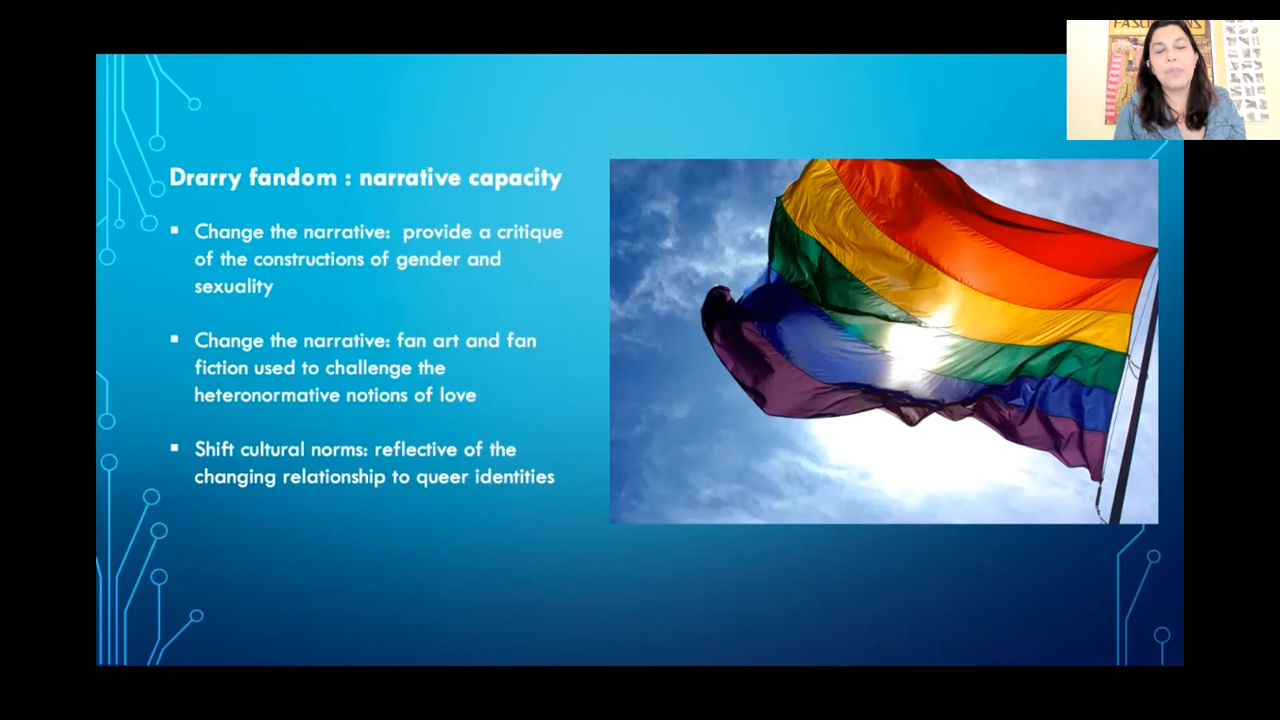 FASCINATIONS
Drarry fandom : narrative capacity
▪ Change the narrative:  provide a critique
of the constructions of gender and
sexuality
▪ Change the narrative: fan art and fan
fiction used to challenge the
heteronormative notions of love
▪ Shift cultural norms: reflective of the
changing relationship to queer identities